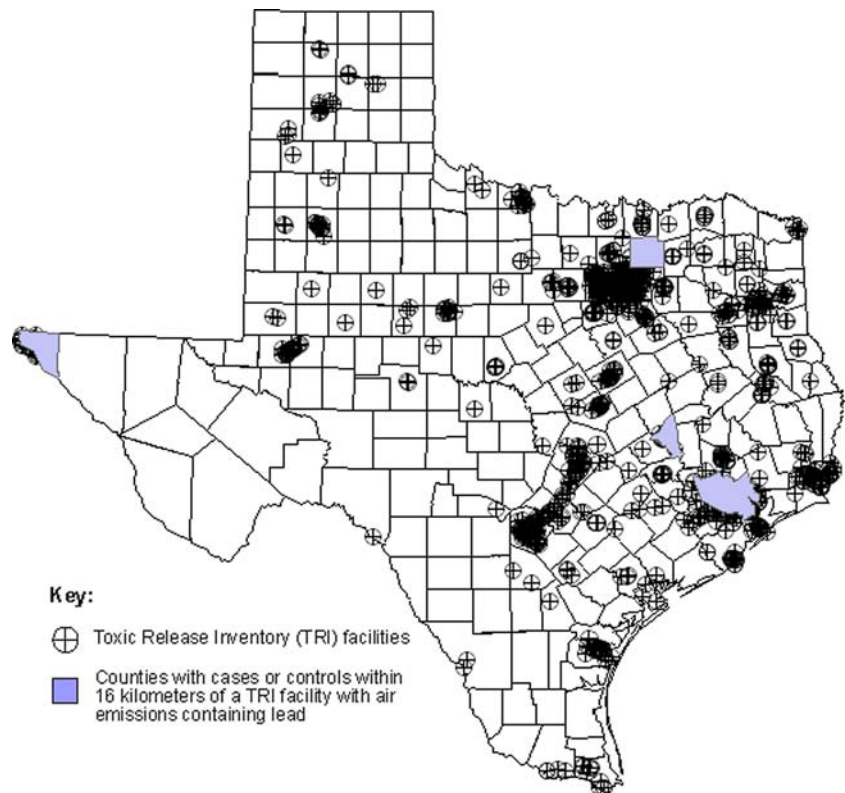 Key:
Toxic Release Inventory (TRI) facilities
Counties with cases or controls within
16 kilometers of a TRI facility with air
emissions containing lead